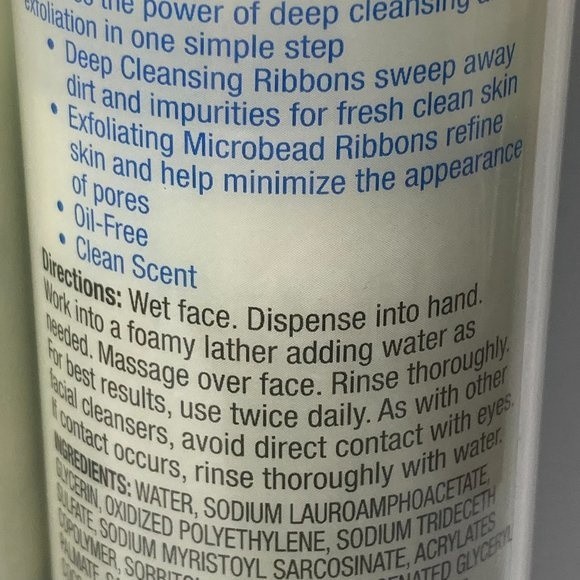 the power of deep cleansing
exfoliation in one simple step
• Deep Cleansing Ribbons sweep away
dirt and impurities for fresh clean skin
• Exfoliating Microbead Ribbons refine
skin and help minimize the appearance
of pores
• Oil-Free
• Clean Scent
Directions: Wet face. Dispense into hand.
Work into a foamy lather adding water as
needed. Massage over face. Rinse thoroughly.
For best results, use twice daily. As with other
facial cleansers, avoid direct contact with eyes.
If contact occurs, rinse thoroughly with water.
INGREDIENTS: WATER, SODIUM LAUROAMPHOACETATE,
GLYCERIN, OXIDIZED POLYETHYLENE, SODIUM TRIDECETH
SULFATE, SODIUM MYRISTOYL SARCOSINATE, ACRYLATES
COPOLYMER, GLYCERYL